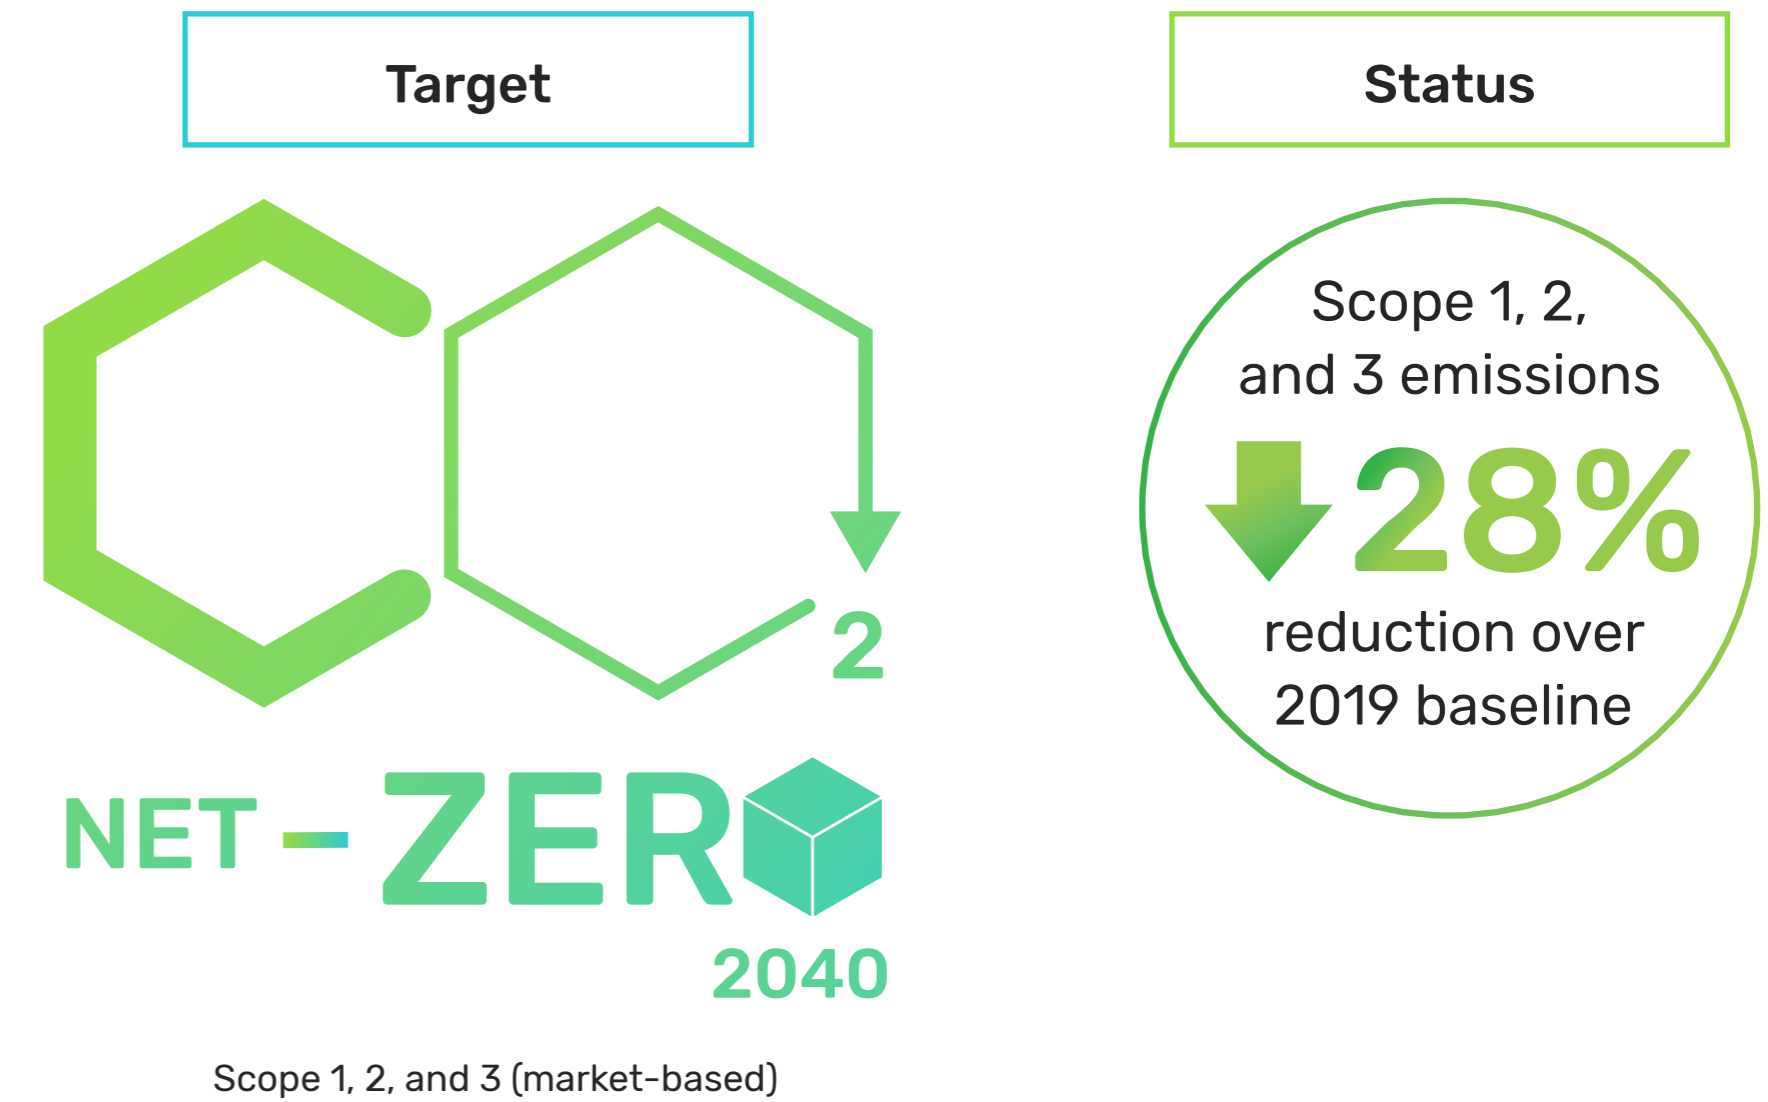 Target
CO2
NET-ZERO
2040
Scope 1, 2, and 3 (market-based)
Status
Scope 1, 2,
and 3 emissions
28%
reduction over
2019 baseline